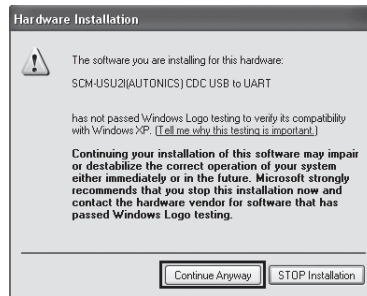 Hardware Installation
The software you are installing for this hardware:
SCM-USU2I(AUTONICS) CDC USB to UART
has not passed Windows Logo testing to verify its compatibility
with Windows XP. (Tell me why this testing is important.)
Continuing your installation of this software may impair
or destabilize the correct operation of your system
either immediately or in the future. Microsoft strongly
recommends that you stop this installation now and
contact the hardware vendor for software that has
passed Windows Logo testing.
Continue Anyway
STOP Installation